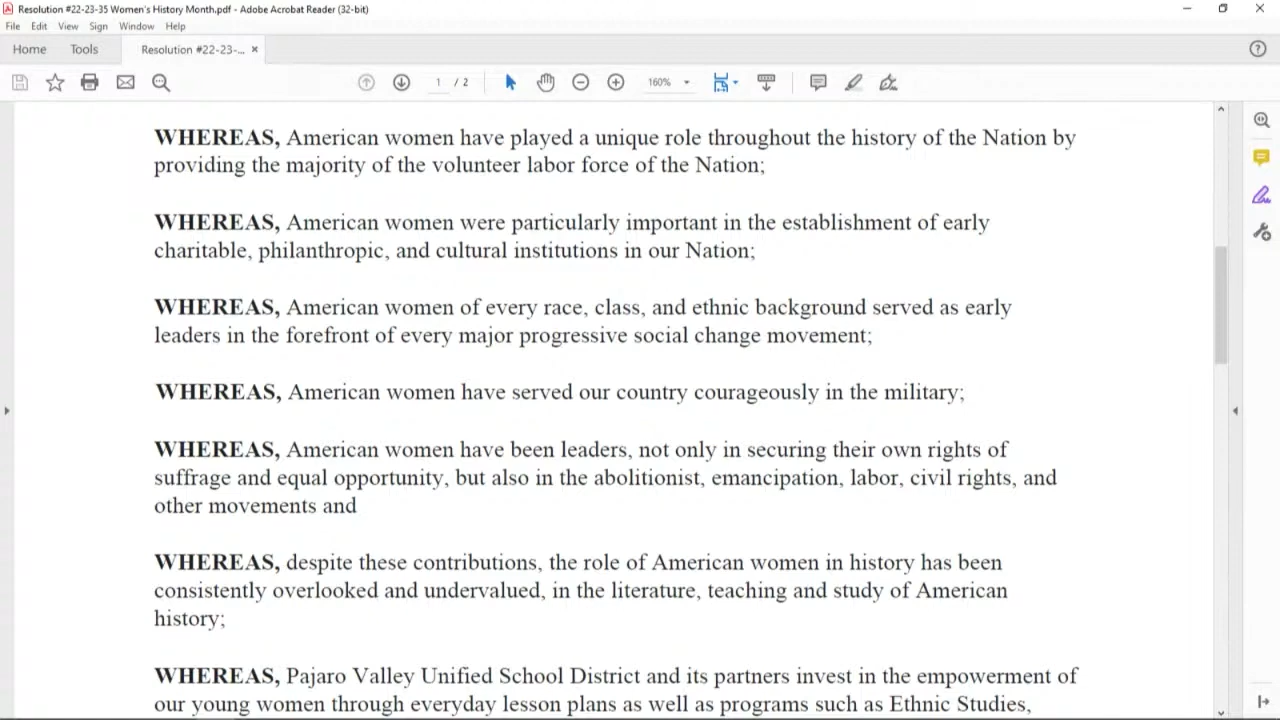 Resolution #22-23-35 Women's History Month.pdf - Adobe Acrobat Reader (32-bit)
File Edit View Sign Window Help
Home Tools Resolution #22-23-... ×
1 / 2 160%
WHEREAS, American women have played a unique role throughout the history of the Nation by
providing the majority of the volunteer labor force of the Nation;
WHEREAS, American women were particularly important in the establishment of early
charitable, philanthropic, and cultural institutions in our Nation;
WHEREAS, American women of every race, class, and ethnic background served as early
leaders in the forefront of every major progressive social change movement;
WHEREAS, American women have served our country courageously in the military;
WHEREAS, American women have been leaders, not only in securing their own rights of
suffrage and equal opportunity, but also in the abolitionist, emancipation, labor, civil rights, and
other movements and
WHEREAS, despite these contributions, the role of American women in history has been
consistently overlooked and undervalued, in the literature, teaching and study of American
history;
WHEREAS, Pajaro Valley Unified School District and its partners invest in the empowerment of
our young women through everyday lesson plans as well as programs such as Ethnic Studies,